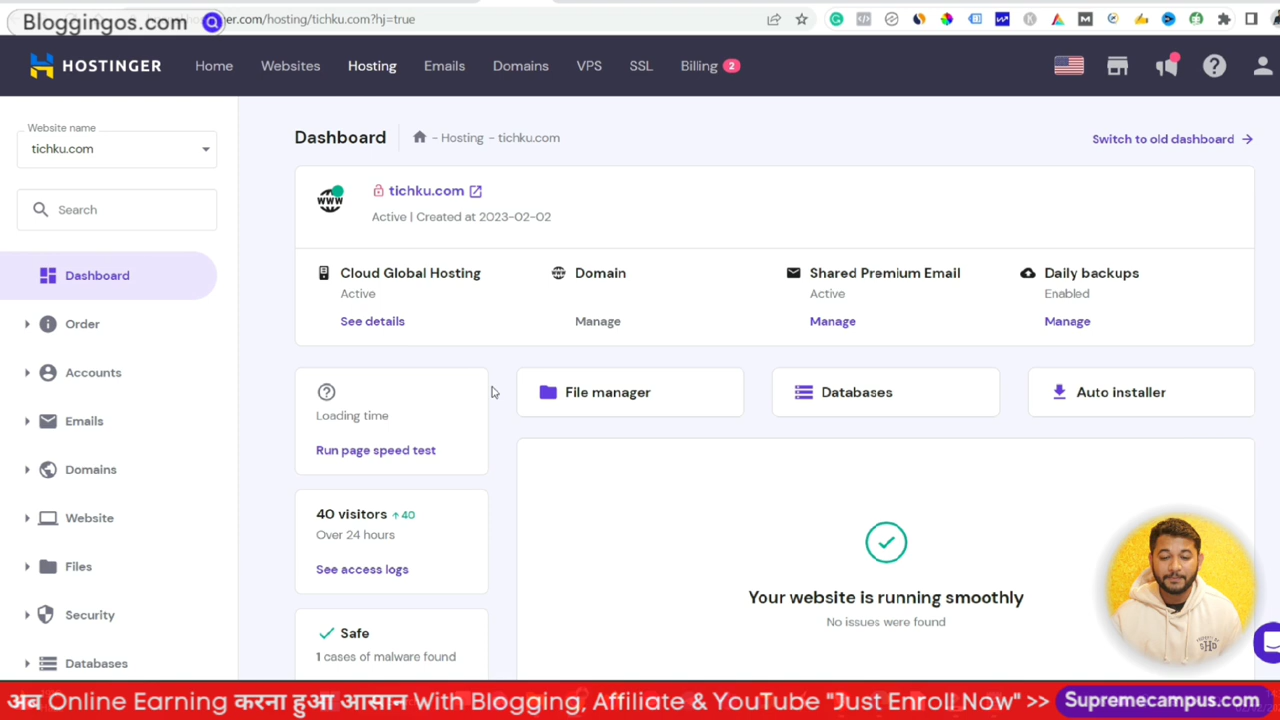 Bloggingos.com
er.com/hosting/tichku.com?hj=true
HOSTINGER
Home
Websites
Hosting
Emails
Domains
VPS
SSL
Billing 2
Website name
tichku.com
Search
Dashboard
Order
Accounts
Emails
Domains
Website
Files
Security
Databases
Dashboard
- Hosting - tichku.com
Switch to old dashboard
www
tichku.com
Active | Created at 2023-02-02
Cloud Global Hosting
Active
See details
Domain
Manage
Shared Premium Email
Active
Manage
Daily backups
Enabled
Manage
Loading time
Run page speed test
File manager
Databases
Auto installer
40 visitors ↑40
Over 24 hours
See access logs
Safe
1 cases of malware found
Your website is running smoothly
No issues were found
अब Online Earning करना हुआ आसान With Blogging, Affiliate & YouTube "Just Enroll Now" >> Supremecampus.com